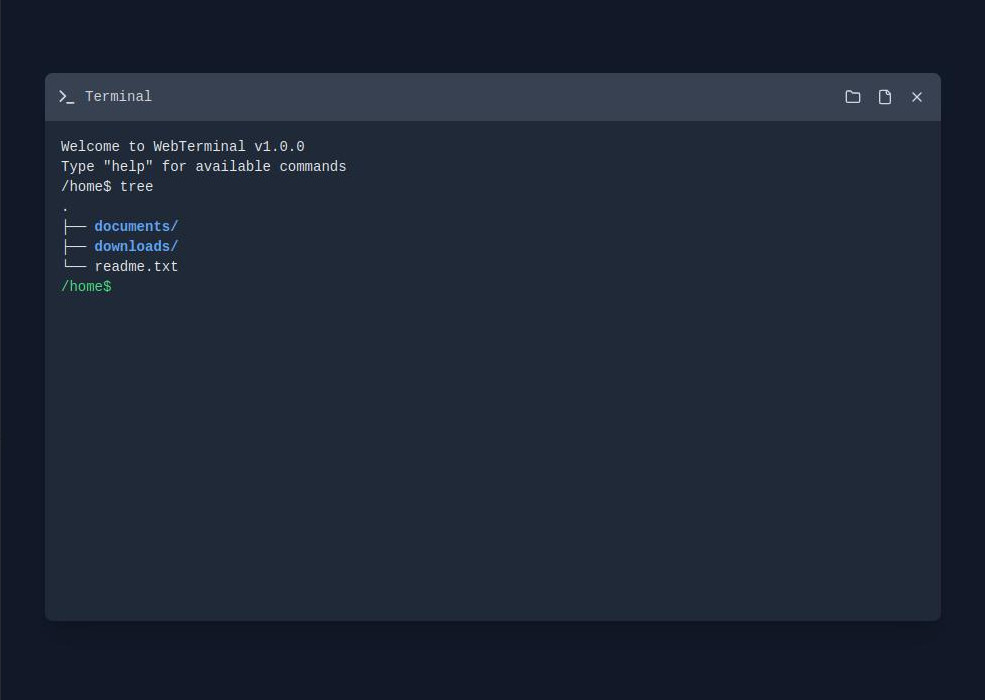 Terminal
Welcome to WebTerminal v1.0.0
Type "help" for available commands
/home$ tree
.
├── documents/
├── downloads/
└── readme.txt
/home$